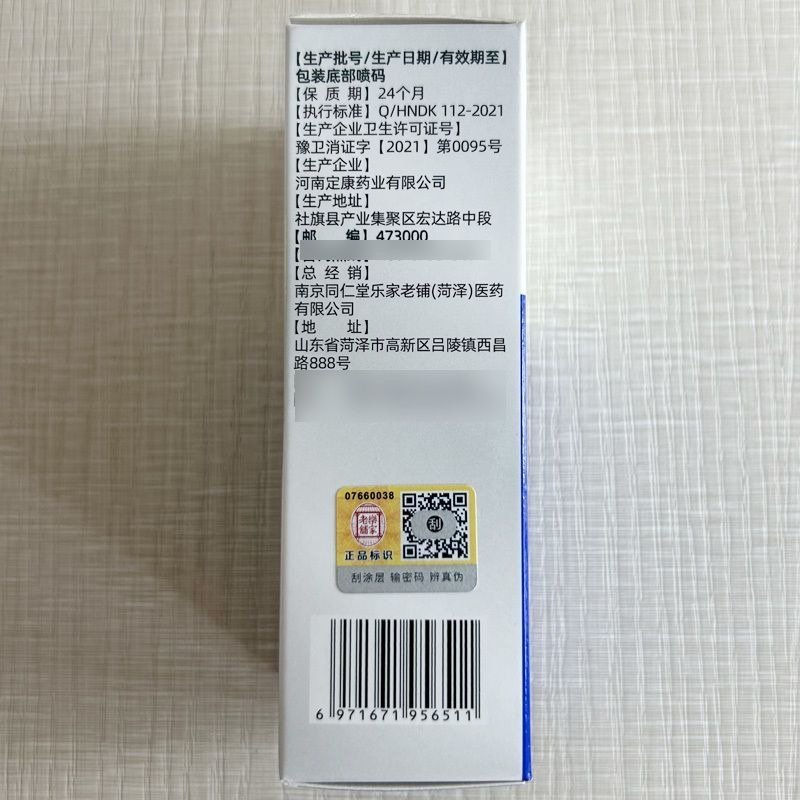 【生产批号/生产日期/有效期至】
包装底部喷码
【保 质 期】24个月
【执行标准】Q/HNDK 112-2021
【生产企业卫生许可证号】
豫卫消证字【2021】第0095号
【生产企业】
河南定康药业有限公司
【生产地址】
社旗县产业集聚区宏达路中段
【邮 编】473000
【总 经 销】
南京同仁堂乐家老铺(菏泽)医药
有限公司
【地 址】
山东省菏泽市高新区吕陵镇西昌
路888号
07660038
樂家老舖
刮
正品标识
刮涂层 输密码 辨真伪
6 971671 956511